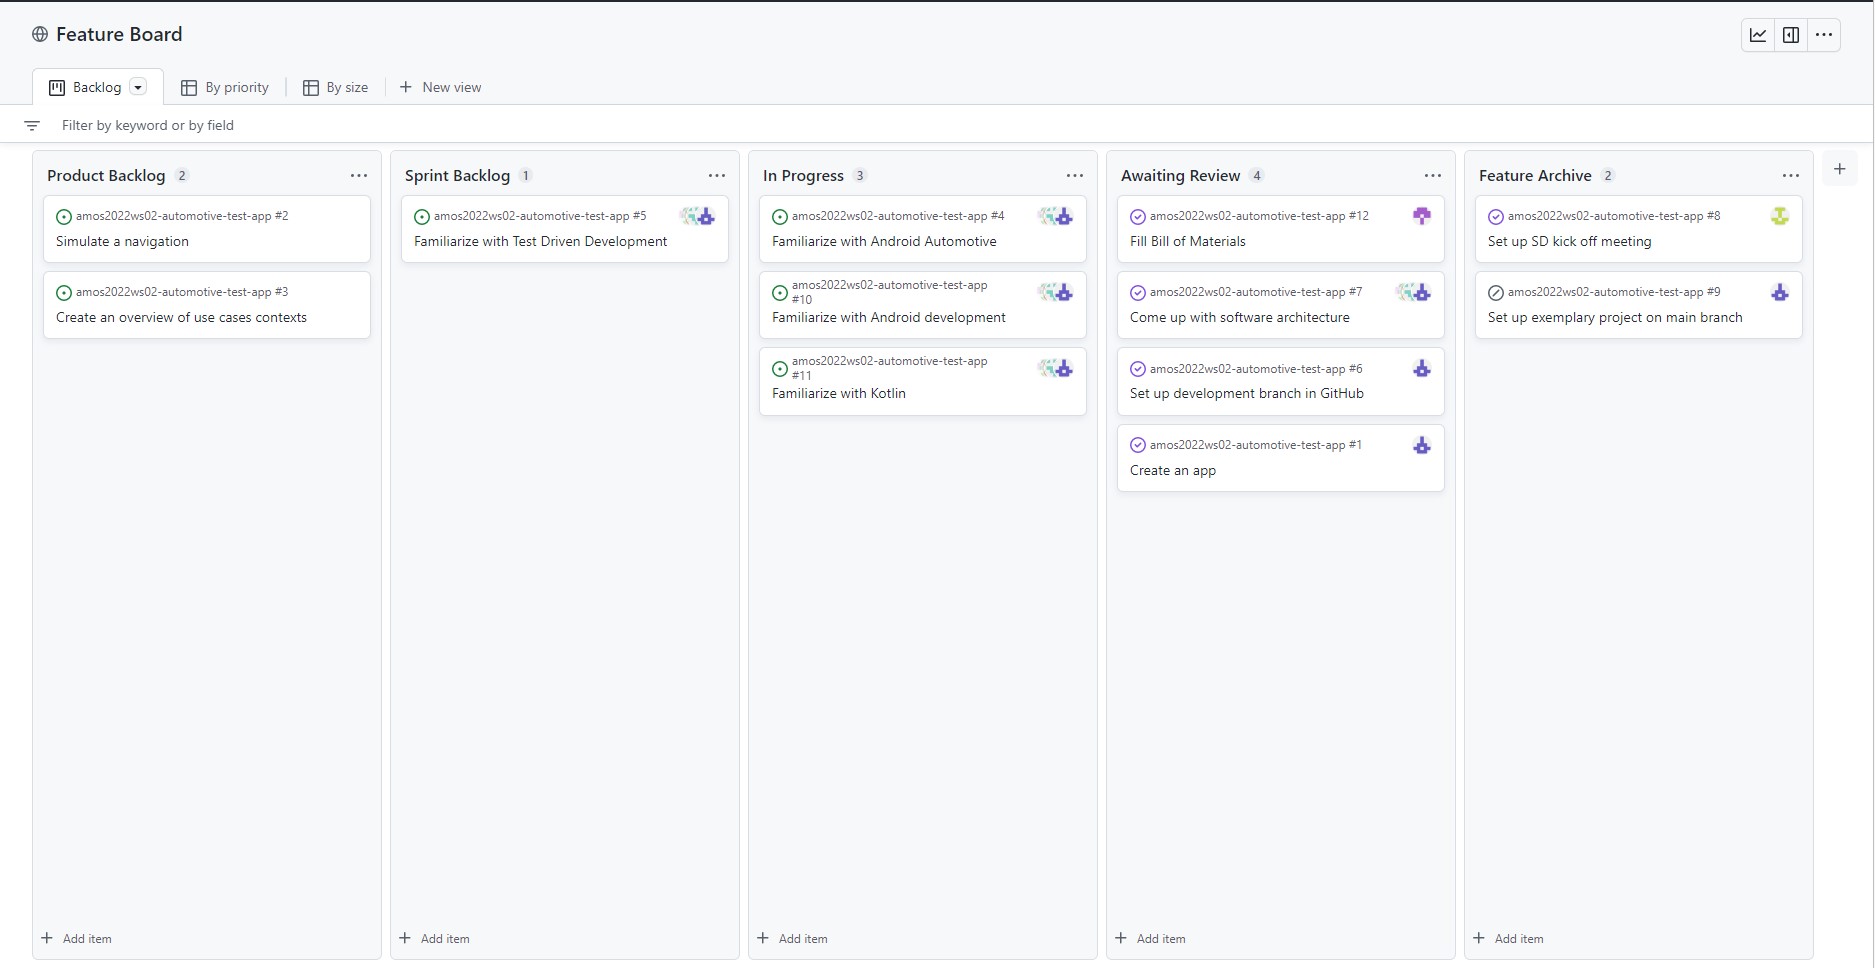 Feature Board
Backlog
By priority
By size
New view
Filter by keyword or by field
Product Backlog 2
amos2022ws02-automotive-test-app #2
Simulate a navigation
amos2022ws02-automotive-test-app #3
Create an overview of use cases contexts
Add item
Sprint Backlog 1
amos2022ws02-automotive-test-app #5
Familiarize with Test Driven Development
Add item
In Progress 3
amos2022ws02-automotive-test-app #4
Familiarize with Android Automotive
amos2022ws02-automotive-test-app
#10
Familiarize with Android development
amos2022ws02-automotive-test-app
#11
Familiarize with Kotlin
Add item
Awaiting Review 4
amos2022ws02-automotive-test-app #12
Fill Bill of Materials
amos2022ws02-automotive-test-app #7
Come up with software architecture
amos2022ws02-automotive-test-app #6
Set up development branch in GitHub
amos2022ws02-automotive-test-app #1
Create an app
Add item
Feature Archive 2
amos2022ws02-automotive-test-app #8
Set up SD kick off meeting
amos2022ws02-automotive-test-app #9
Set up exemplary project on main branch
Add item